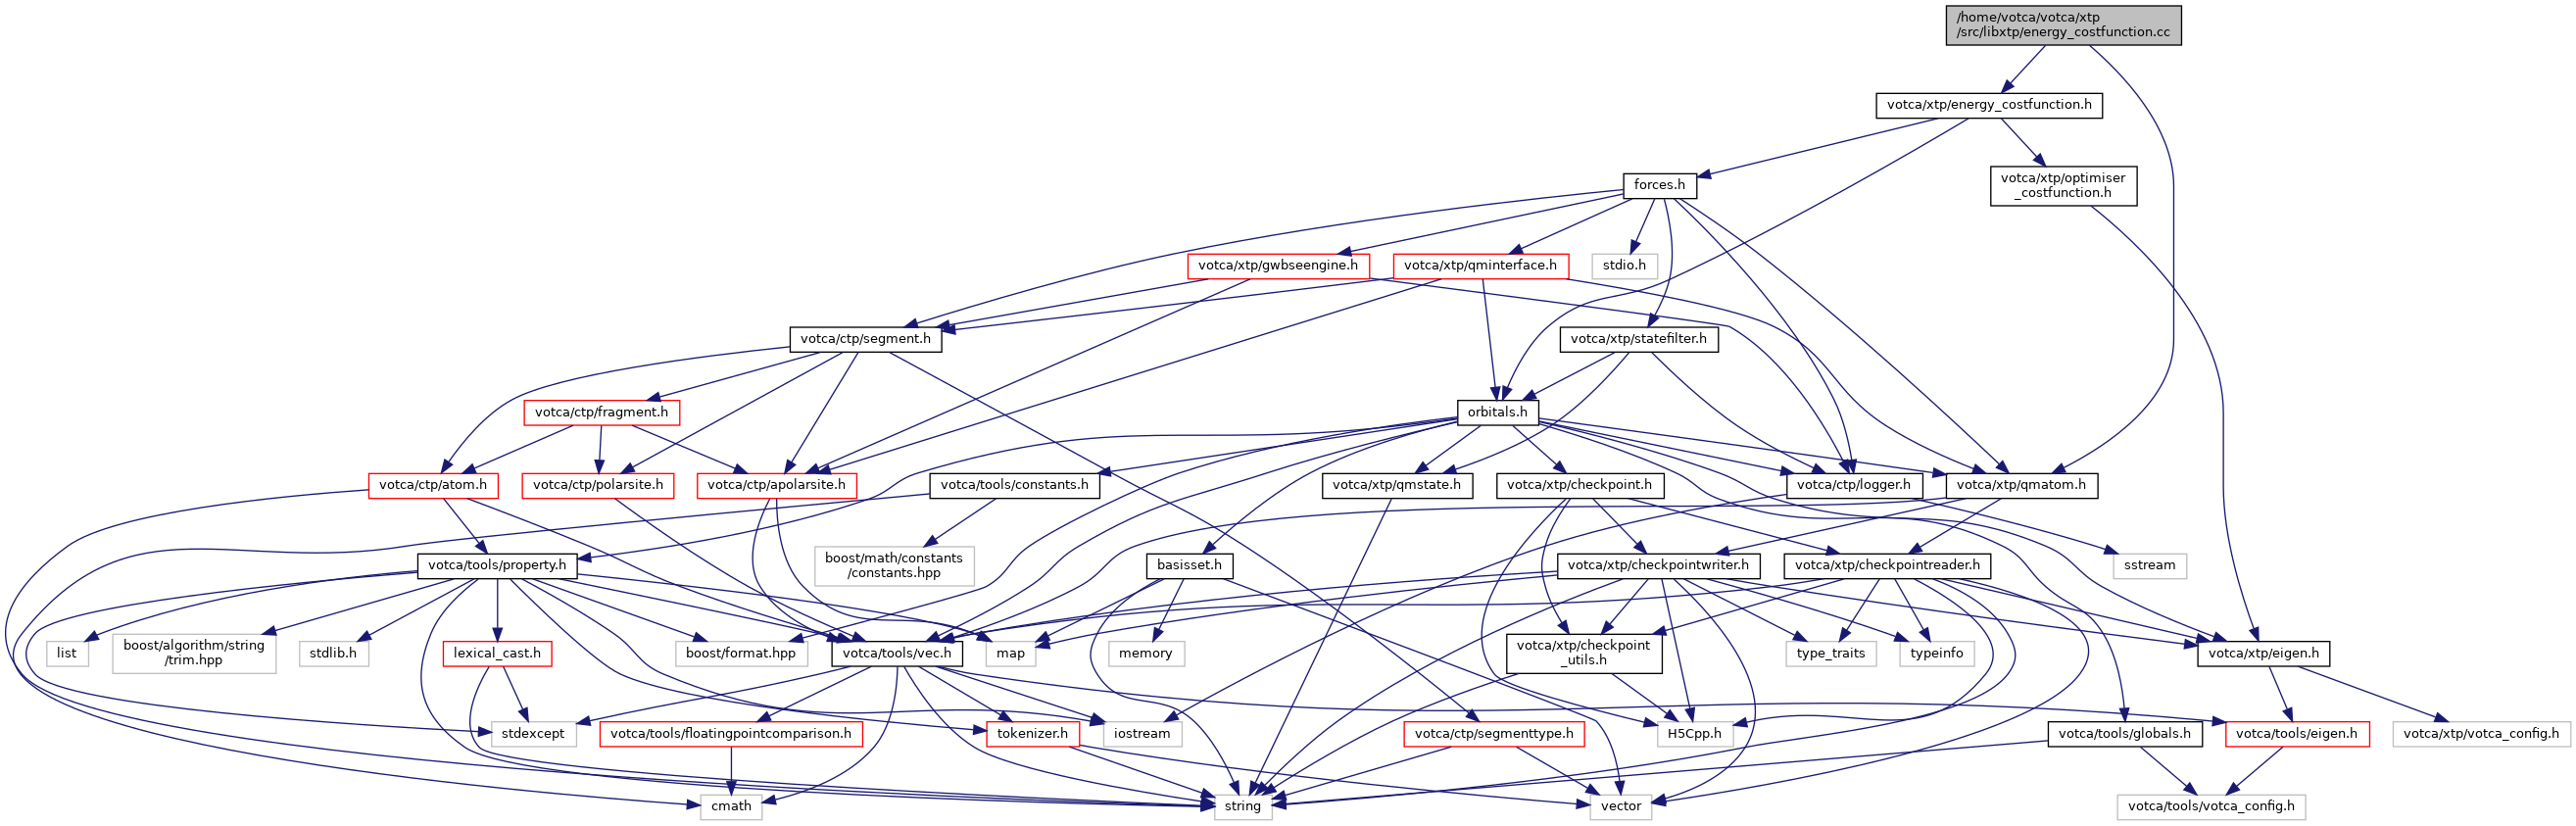 /home/votca/votca/xtp
/src/libxtp/energy_costfunction.cc
votca/xtp/energy_costfunction.h
forces.h
votca/xtp/optimiser
_costfunction.h
votca/xtp/gwbseengine.h
votca/xtp/qminterface.h
stdio.h
votca/ctp/segment.h
votca/xtp/statefilter.h
votca/ctp/fragment.h
orbitals.h
votca/ctp/atom.h
votca/ctp/polarsite.h
votca/ctp/apolarsite.h
votca/tools/constants.h
votca/xtp/qmstate.h
votca/xtp/checkpoint.h
votca/ctp/logger.h
votca/xtp/qmatom.h
votca/tools/property.h
boost/math/constants
/constants.hpp
basisset.h
votca/xtp/checkpointwriter.h
votca/xtp/checkpointreader.h
sstream
list
boost/algorithm/string
/trim.hpp
stdlib.h
lexical_cast.h
boost/format.hpp
votca/tools/vec.h
map
memory
votca/xtp/checkpoint
_utils.h
type_traits
typeinfo
votca/xtp/eigen.h
stdexcept
votca/tools/floatingpointcomparison.h
tokenizer.h
iostream
votca/ctp/segmenttype.h
H5Cpp.h
votca/tools/globals.h
votca/tools/eigen.h
votca/xtp/votca_config.h
cmath
string
vector
votca/tools/votca_config.h